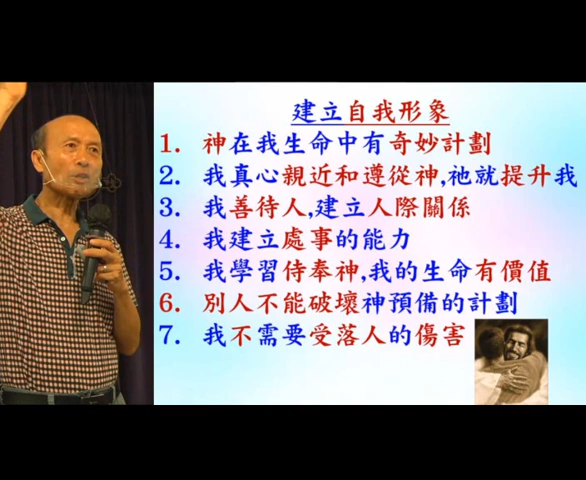 建立自我形象
1. 神在我生命中有奇妙計劃
2. 我真心親近和遵從神,祂就提升我
3. 我善待人,建立人際關係
4. 我建立處事的能力
5. 我學習侍奉神,我的生命有價值
6. 別人不能破壞神預備的計劃
7. 我不需要受落人的傷害